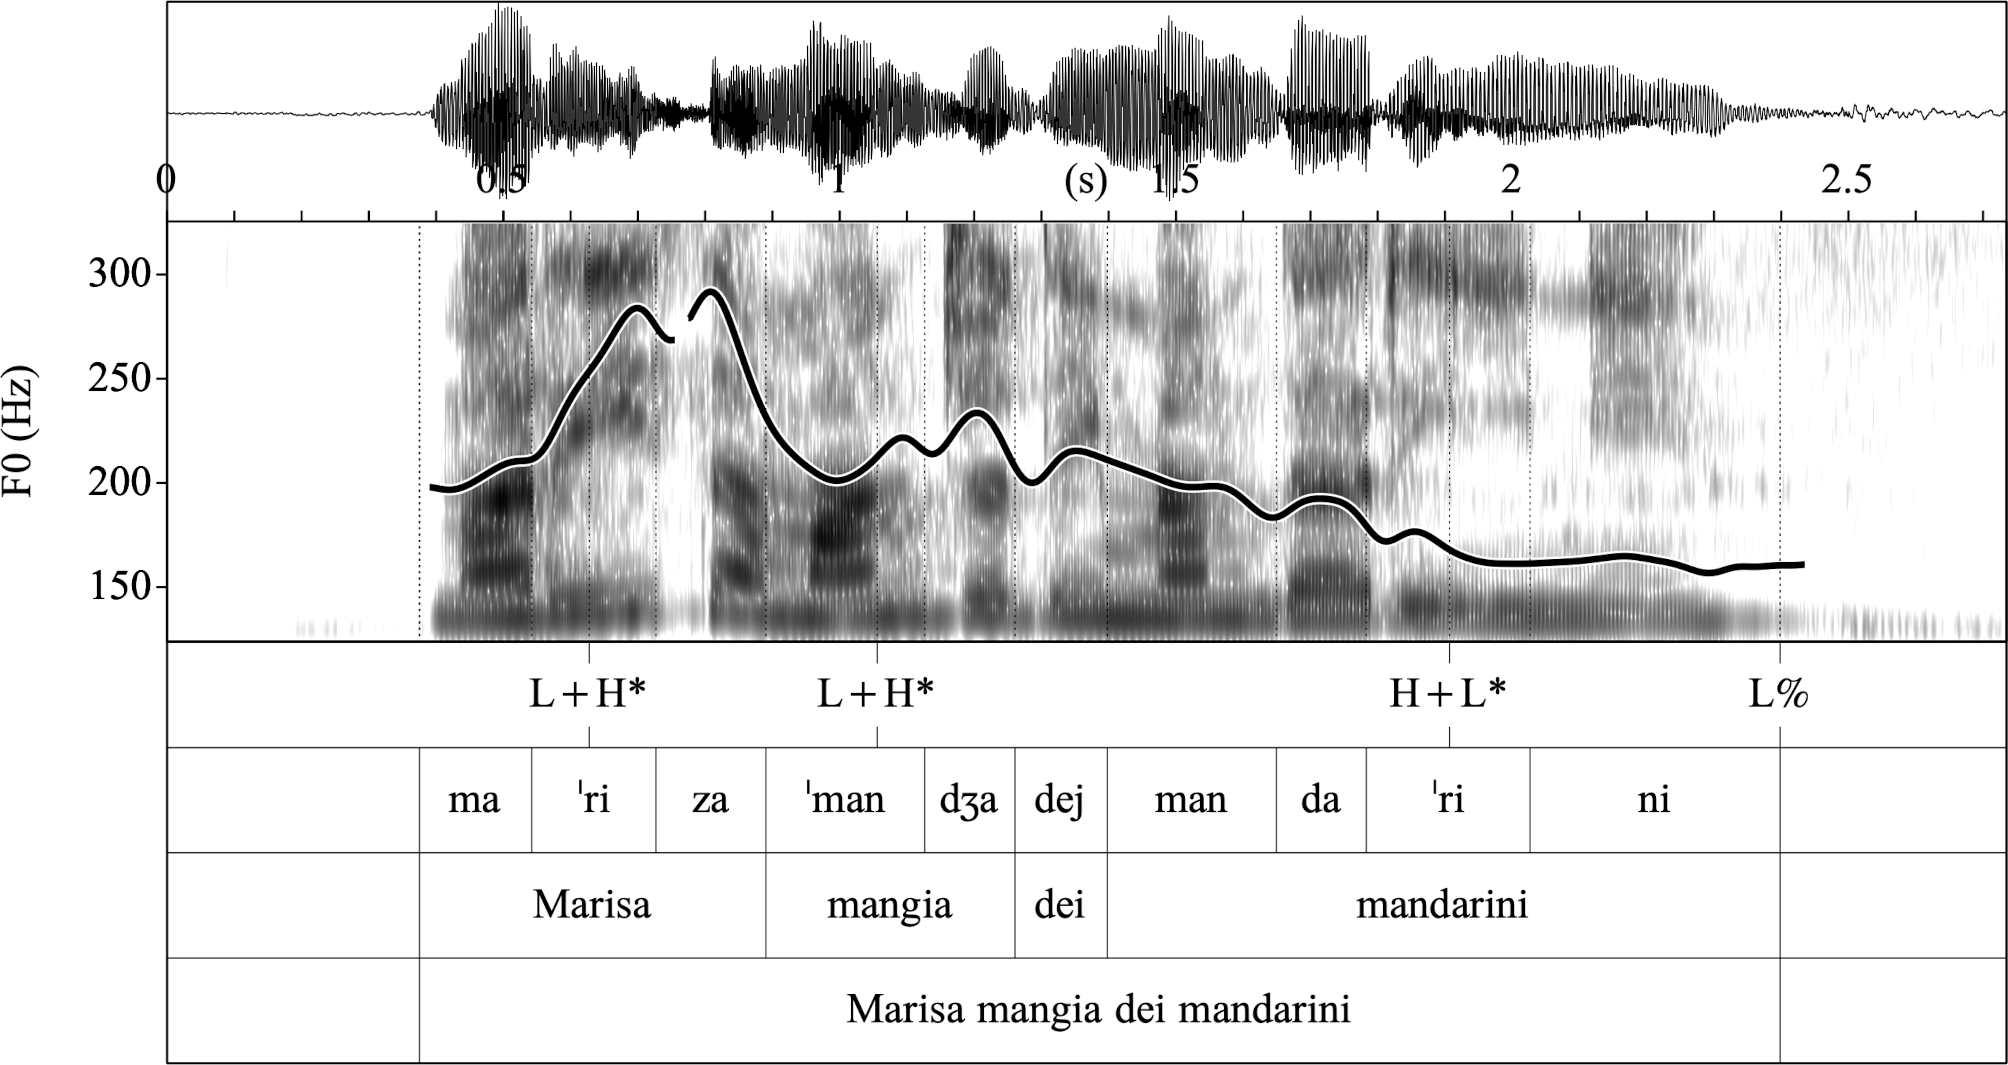 0 0.5 1 (s) 1.5 2 2.5
300
250
200
150
F0 (Hz)
L+H* L+H* H+L* L%
ma ˈri za ˈman dʒa dej man da ˈri ni
Marisa mangia dei mandarini
Marisa mangia dei mandarini